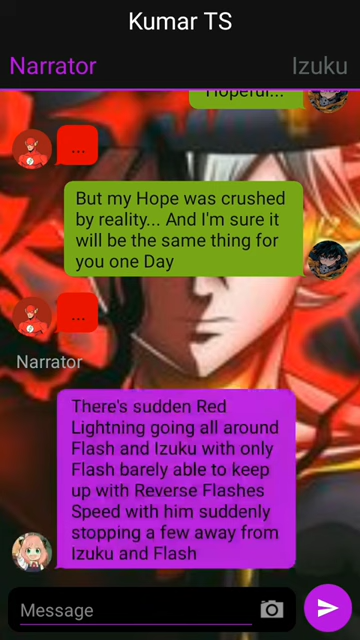 Kumar TS
Narrator
Izuku
Hopeful...
...
But my Hope was crushed
by reality... And I'm sure it
will be the same thing for
you one Day
...
Narrator
There's sudden Red
Lightning going all around
Flash and Izuku with only
Flash barely able to keep
up with Reverse Flashes
Speed with him suddenly
stopping a few away from
Izuku and Flash
Message